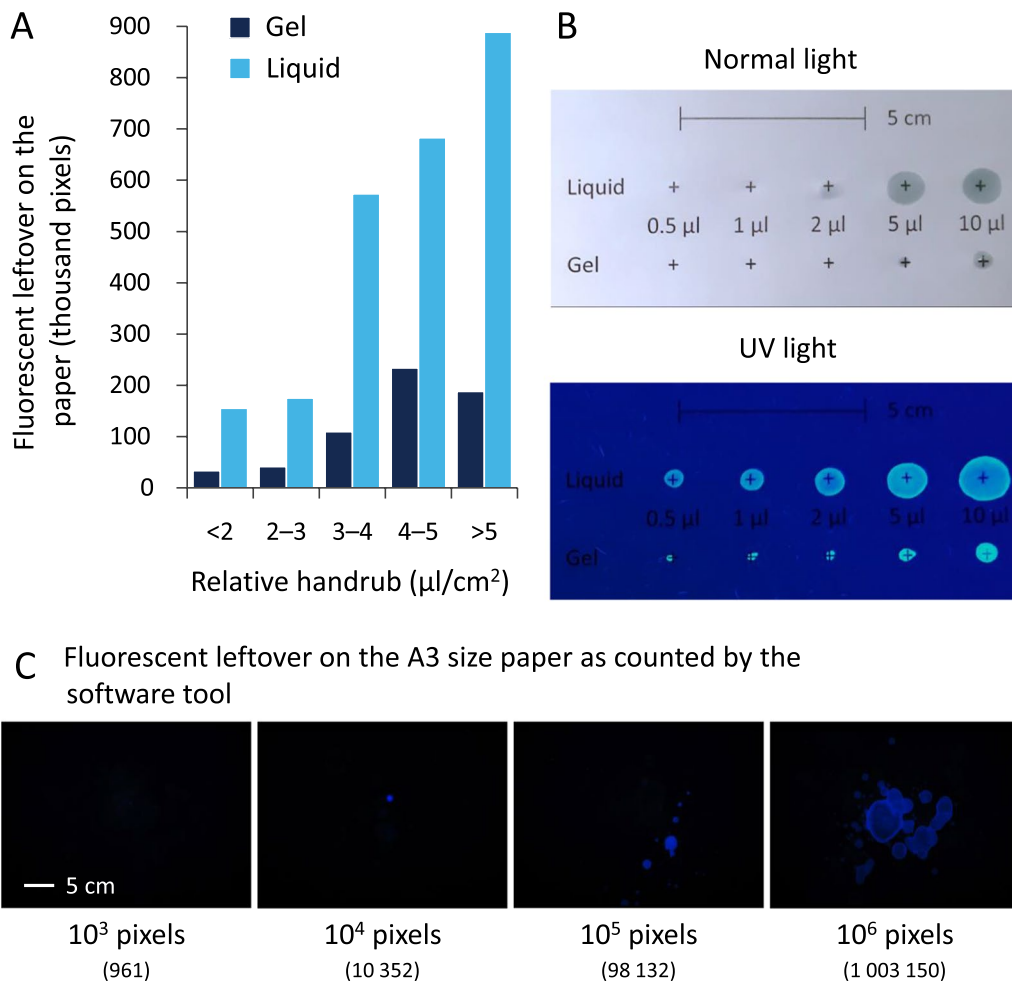 A
Fluorescent leftover on the
paper (thousand pixels)
900
800
700
600
500
400
300
200
100
0
Gel
Liquid
<2 2–3 3–4 4–5 >5
Relative handrub (µl/cm²)
B
Normal light
5 cm
Liquid
0.5 µl 1 µl 2 µl 5 µl 10 µl
Gel
UV light
5 cm
Liquid
0.5 µl 1 µl 2 µl 5 µl 10 µl
Gel
C Fluorescent leftover on the A3 size paper as counted by the
software tool
5 cm
10³ pixels 10⁴ pixels 10⁵ pixels 10⁶ pixels
(961) (10 352) (98 132) (1 003 150)